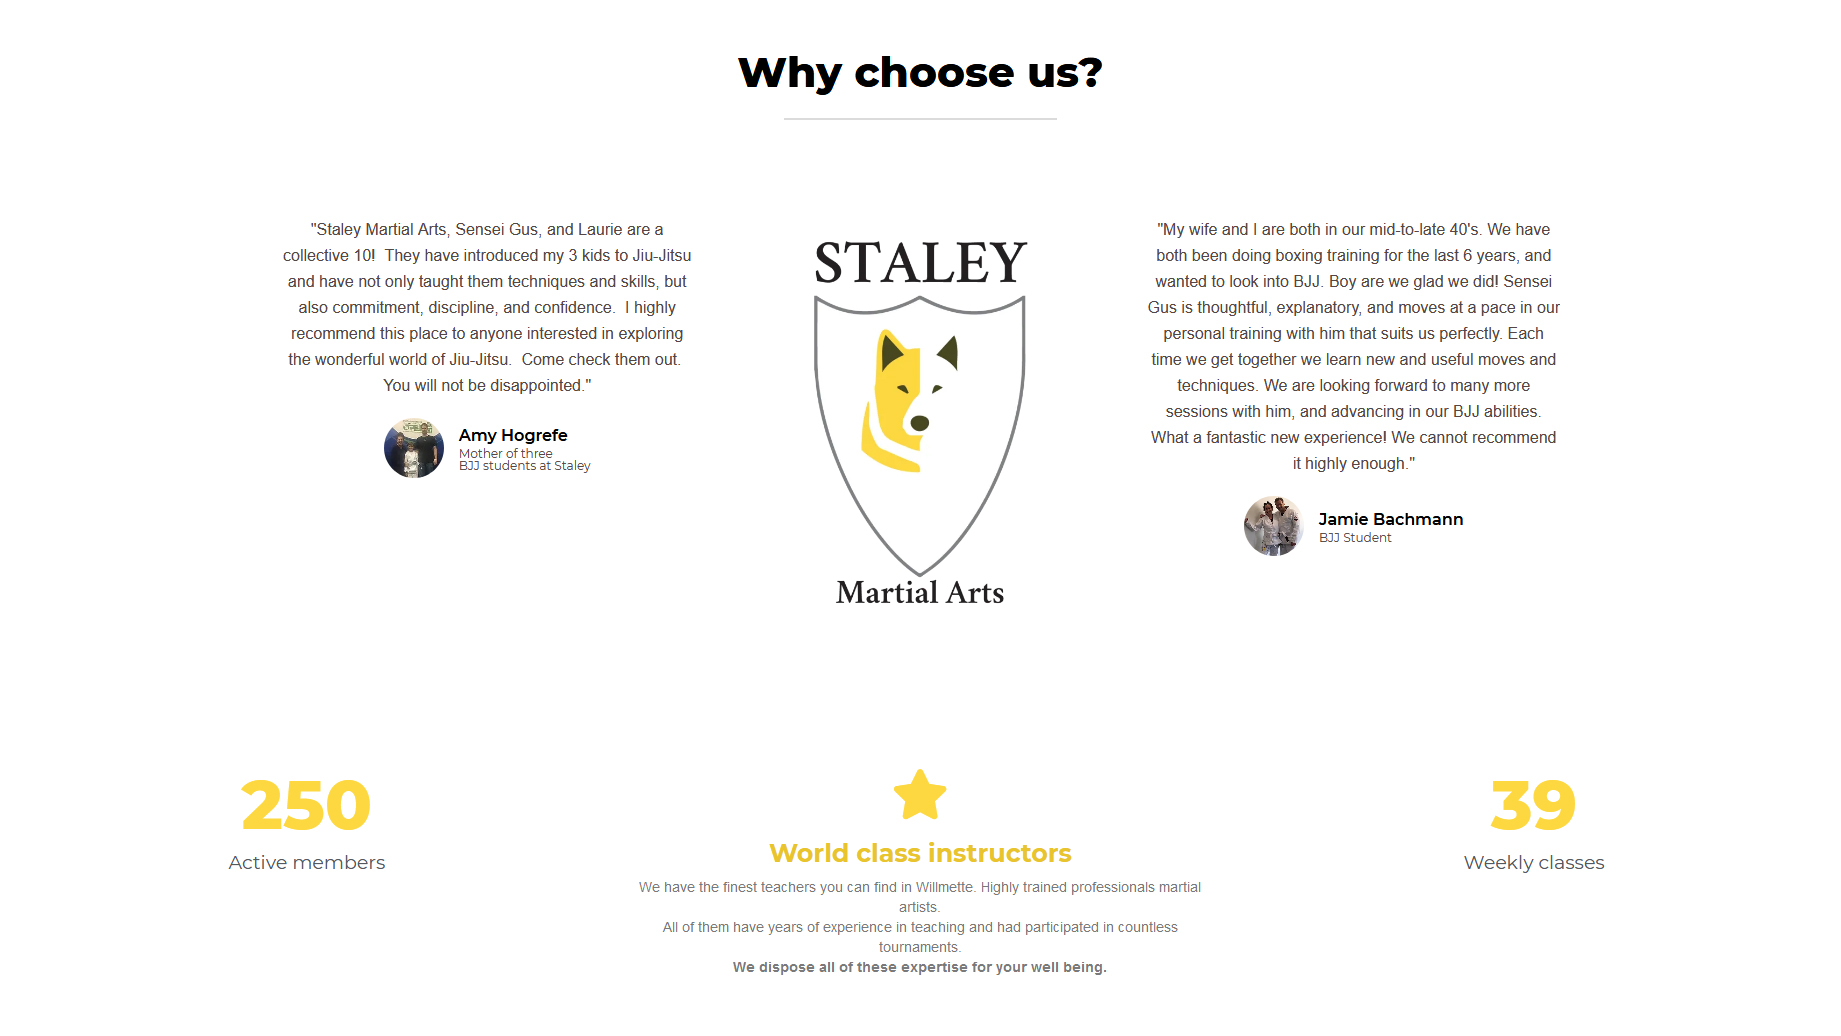 Why choose us?
"Staley Martial Arts, Sensei Gus, and Laurie are a
collective 10!  They have introduced my 3 kids to Jiu-Jitsu
and have not only taught them techniques and skills, but
also commitment, discipline, and confidence.  I highly
recommend this place to anyone interested in exploring
the wonderful world of Jiu-Jitsu.  Come check them out.
You will not be disappointed."
Amy Hogrefe
Mother of three
BJJ students at Staley
STALEY
Martial Arts
"My wife and I are both in our mid-to-late 40's. We have
both been doing boxing training for the last 6 years, and
wanted to look into BJJ. Boy are we glad we did! Sensei
Gus is thoughtful, explanatory, and moves at a pace in our
personal training with him that suits us perfectly. Each
time we get together we learn new and useful moves and
techniques. We are looking forward to many more
sessions with him, and advancing in our BJJ abilities.
What a fantastic new experience! We cannot recommend
it highly enough."
Jamie Bachmann
BJJ Student
250
Active members
World class instructors
We have the finest teachers you can find in Willmette. Highly trained professionals martial
artists.
All of them have years of experience in teaching and had participated in countless
tournaments.
We dispose all of these expertise for your well being.
39
Weekly classes